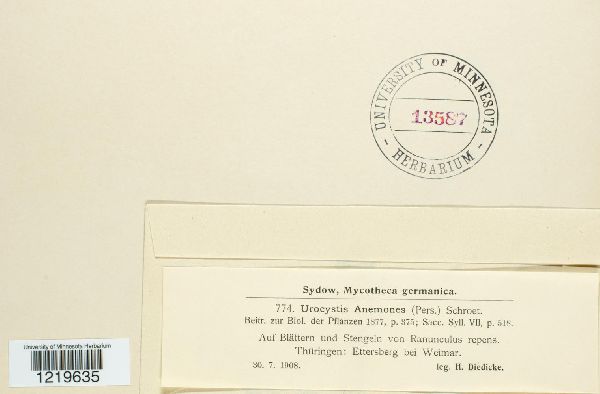 UNIVERSITY OF MINNESOTA
13587
- HERBARIUM -
Sydow, Mycotheca germanica.
774. Urocystis Anemones (Pers.) Schroet.
Beitr. zur Biol. der Pflanzen 1877, p. 375; Sacc. Syll. VII, p. 518.
Auf Blättern und Stengeln von Ranunculus repens.
Thüringen: Ettersberg bei Weimar.
30. 7. 1908. leg. H. Diedicke.
University of Minnesota Herbarium
1219635